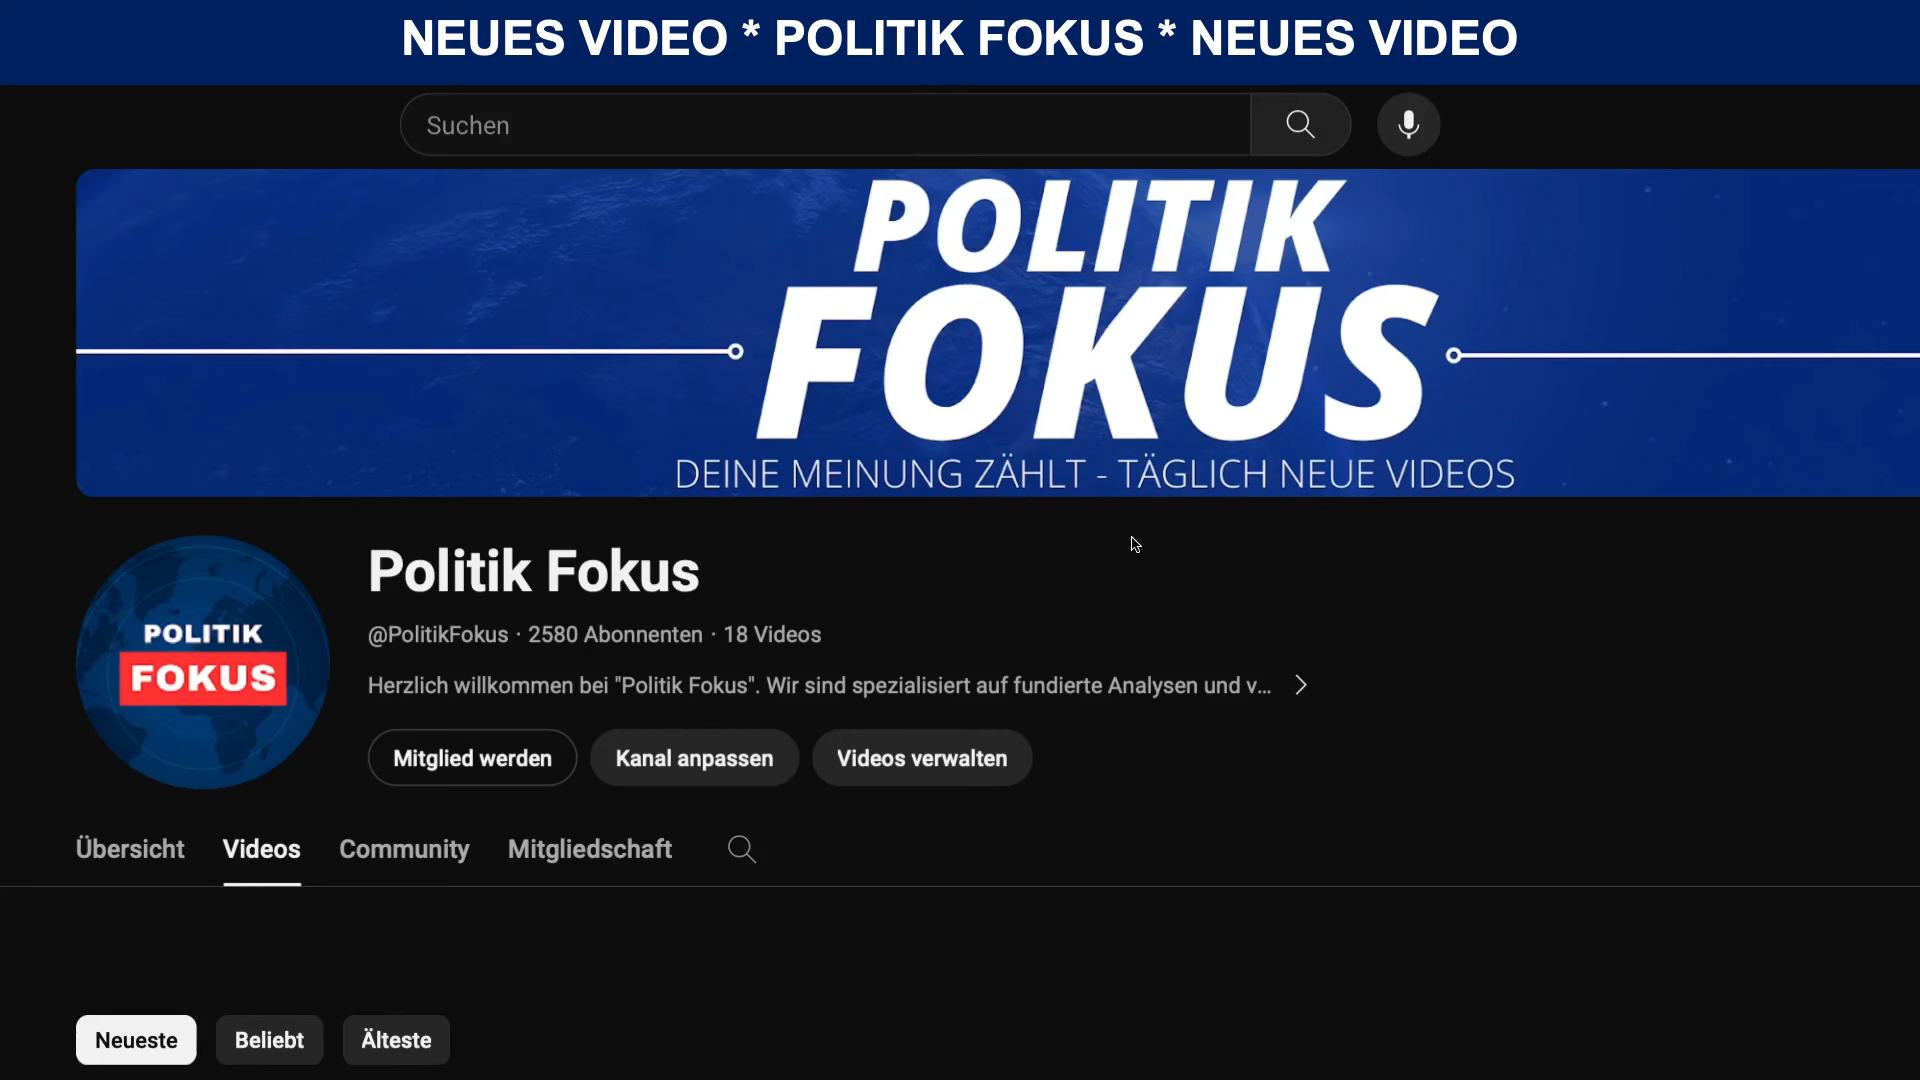 NEUES VIDEO * POLITIK FOKUS * NEUES VIDEO
Suchen
POLITIK
FOKUS
DEINE MEINUNG ZÄHLT - TÄGLICH NEUE VIDEOS
POLITIK
FOKUS
Politik Fokus
@PolitikFokus · 2580 Abonnenten · 18 Videos
Herzlich willkommen bei "Politik Fokus". Wir sind spezialisiert auf fundierte Analysen und v...
Mitglied werden Kanal anpassen Videos verwalten
Übersicht Videos Community Mitgliedschaft
Neueste Beliebt Älteste